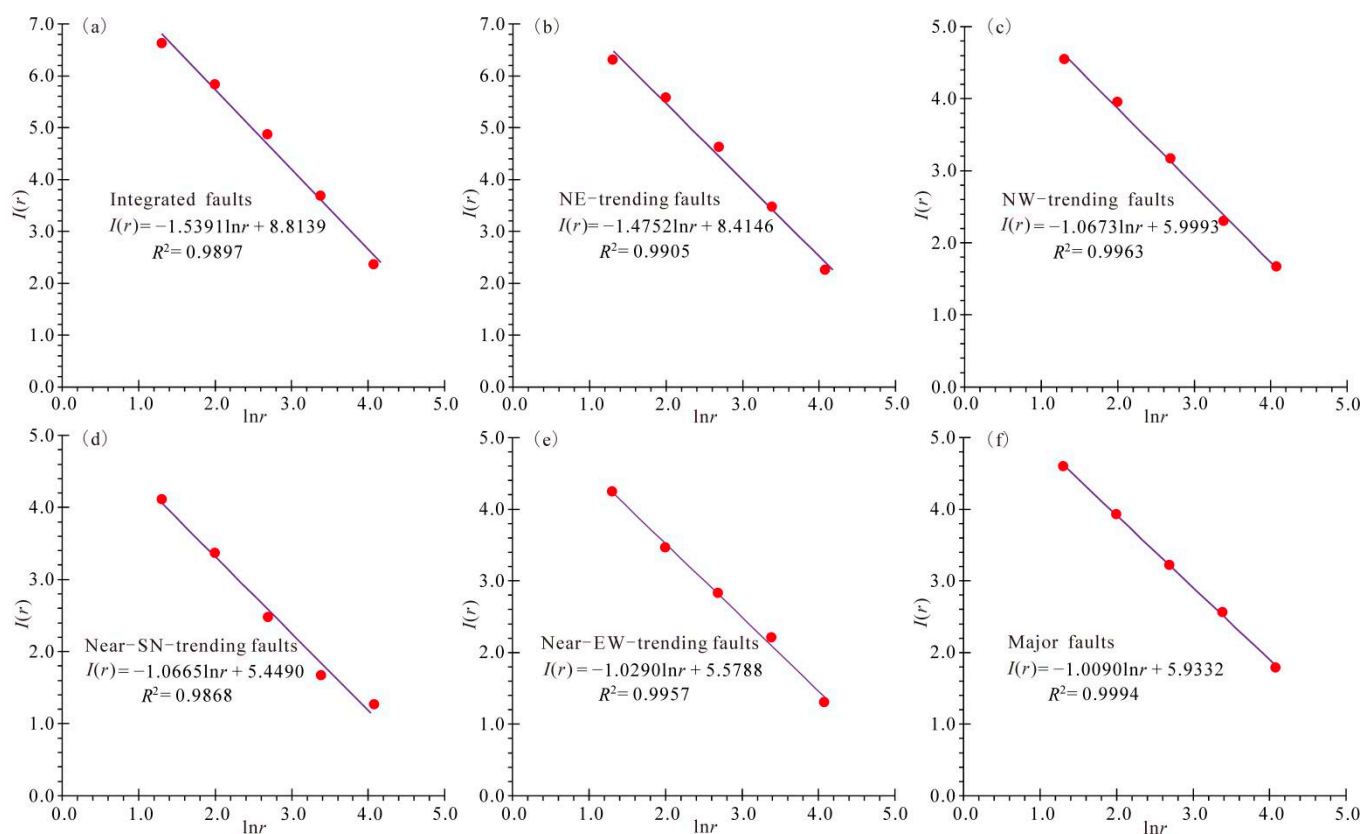 (a)
7.0
6.0
5.0
4.0
3.0
2.0
1.0
0.0
I(r)
Integrated faults
I(r)=−1.5391lnr+8.8139
R²=0.9897
0.0 1.0 2.0 3.0 4.0 5.0
lnr
(b)
7.0
6.0
5.0
4.0
3.0
2.0
1.0
0.0
I(r)
NE-trending faults
I(r)=−1.4752lnr+8.4146
R²=0.9905
0.0 1.0 2.0 3.0 4.0 5.0
lnr
(c)
5.0
4.0
3.0
2.0
1.0
0.0
I(r)
NW-trending faults
I(r)=−1.0673lnr+5.9993
R²=0.9963
0.0 1.0 2.0 3.0 4.0 5.0
lnr
(d)
5.0
4.0
3.0
2.0
1.0
0.0
I(r)
Near-SN-trending faults
I(r)=−1.0665lnr+5.4490
R²=0.9868
0.0 1.0 2.0 3.0 4.0 5.0
lnr
(e)
5.0
4.0
3.0
2.0
1.0
0.0
I(r)
Near-EW-trending faults
I(r)=−1.0290lnr+5.5788
R²=0.9957
0.0 1.0 2.0 3.0 4.0 5.0
lnr
(f)
5.0
4.0
3.0
2.0
1.0
0.0
I(r)
Major faults
I(r)=−1.0090lnr+5.9332
R²=0.9994
0.0 1.0 2.0 3.0 4.0 5.0
lnr